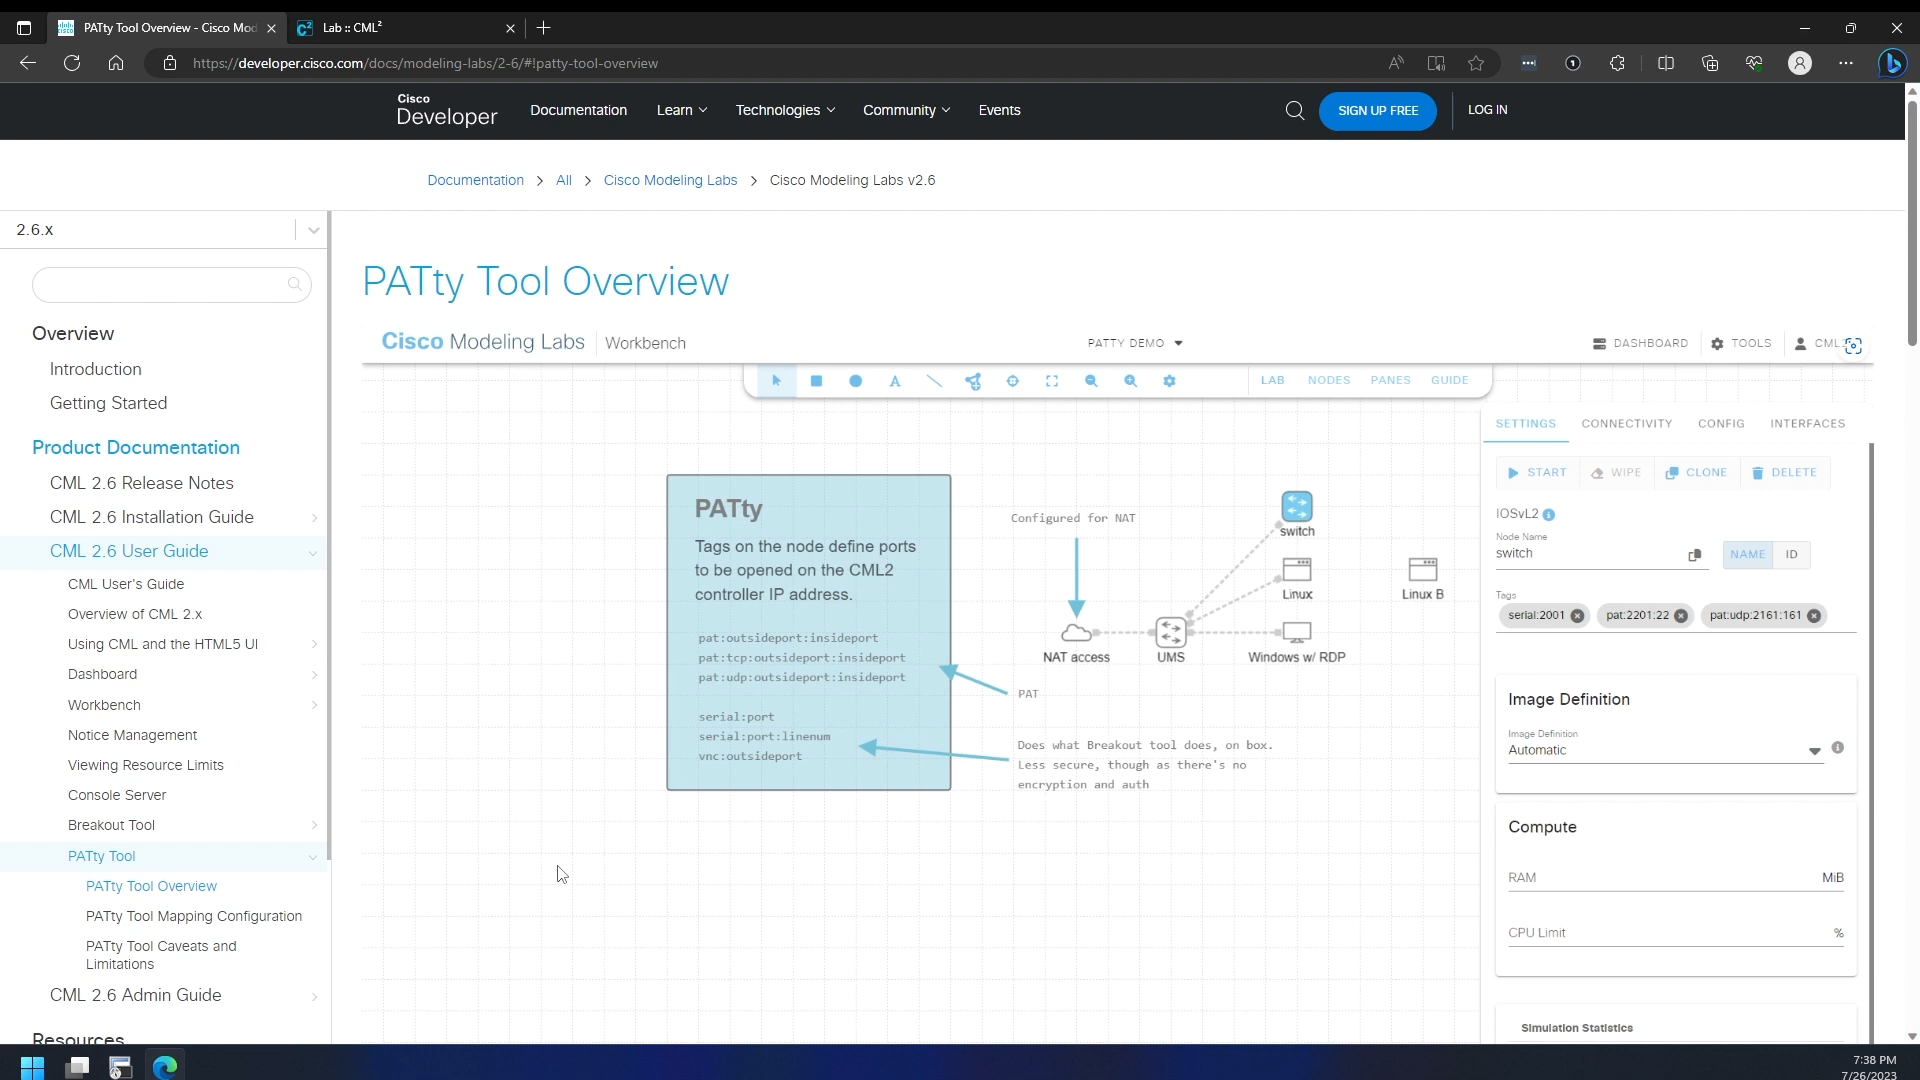 PATty Tool Overview - Cisco Mod
Lab :: CML²
https://developer.cisco.com/docs/modeling-labs/2-6/#!patty-tool-overview
Cisco
Developer
Documentation
Learn
Technologies
Community
Events
SIGN UP FREE
LOG IN
Documentation > All > Cisco Modeling Labs > Cisco Modeling Labs v2.6
2.6.x
Overview
Introduction
Getting Started
Product Documentation
CML 2.6 Release Notes
CML 2.6 Installation Guide
CML 2.6 User Guide
CML User's Guide
Overview of CML 2.x
Using CML and the HTML5 UI
Dashboard
Workbench
Notice Management
Viewing Resource Limits
Console Server
Breakout Tool
PATty Tool
PATty Tool Overview
PATty Tool Mapping Configuration
PATty Tool Caveats and
Limitations
CML 2.6 Admin Guide
Resources
PATty Tool Overview
Cisco Modeling Labs
Workbench
PATTY DEMO
DASHBOARD
TOOLS
CML2
A
LAB
NODES
PANES
GUIDE
PATty
Tags on the node define ports
to be opened on the CML2
controller IP address.
pat:outsideport:insideport
pat:tcp:outsideport:insideport
pat:udp:outsideport:insideport
serial:port
serial:port:linenum
vnc:outsideport
Configured for NAT
NAT access
UMS
switch
Linux
Windows w/ RDP
Linux B
PAT
Does what Breakout tool does, on box.
Less secure, though as there's no
encryption and auth
SETTINGS
CONNECTIVITY
CONFIG
INTERFACES
START
WIPE
CLONE
DELETE
IOSvL2
Node Name
switch
NAME
ID
Tags
serial:2001
pat:2201:22
pat:udp:2161:161
Image Definition
Image Definition
Automatic
Compute
RAM
MiB
CPU Limit
%
Simulation Statistics
7:38 PM
7/26/2023